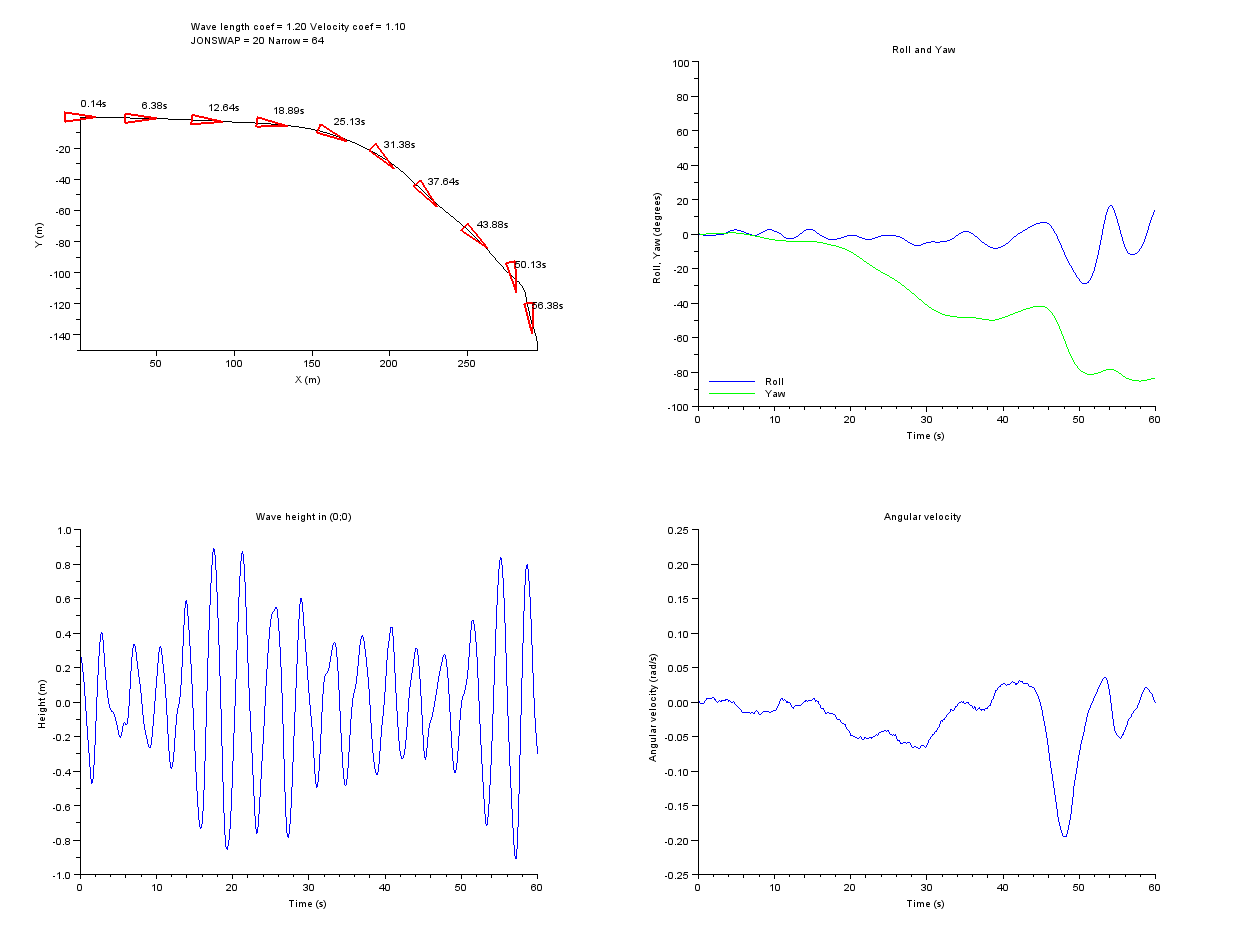 Wave length coef = 1.20 Velocity coef = 1.10
JONSWAP = 20 Narrow = 64
0.14s
6.38s
12.64s
18.89s
25.13s
31.38s
37.64s
43.88s
50.13s
56.38s
-20
-40
-60
-80
-100
-120
-140
Y (m)
50
100
150
200
250
X (m)
Roll and Yaw
100
80
60
40
20
0
-20
-40
-60
-80
-100
Roll, Yaw (degrees)
Roll
Yaw
0
10
20
30
40
50
60
Time (s)
Wave height in (0;0)
1.0
0.8
0.6
0.4
0.2
0.0
-0.2
-0.4
-0.6
-0.8
-1.0
Height (m)
0
10
20
30
40
50
60
Time (s)
Angular velocity
0.25
0.20
0.15
0.10
0.05
0.00
-0.05
-0.10
-0.15
-0.20
-0.25
Angular velocity (rad/s)
0
10
20
30
40
50
60
Time (s)